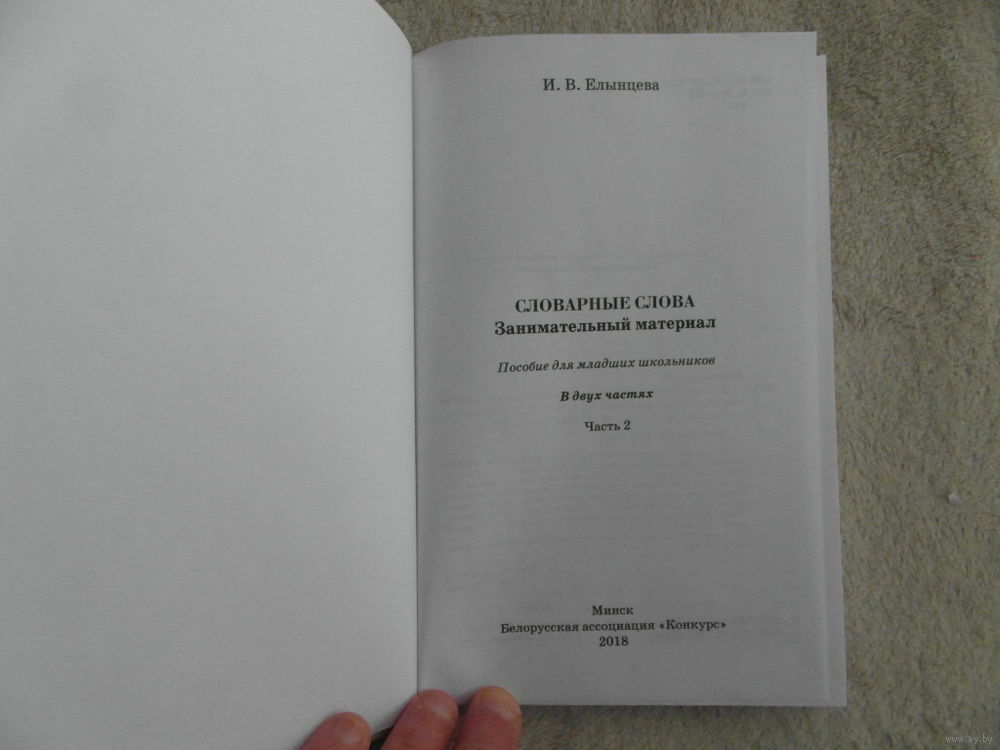 И. В. Елынцева
СЛОВАРНЫЕ СЛОВА
Занимательный материал
Пособие для младших школьников
В двух частях
Часть 2
Минск
Белорусская ассоциация «Конкурс»
2018
www.ay.by